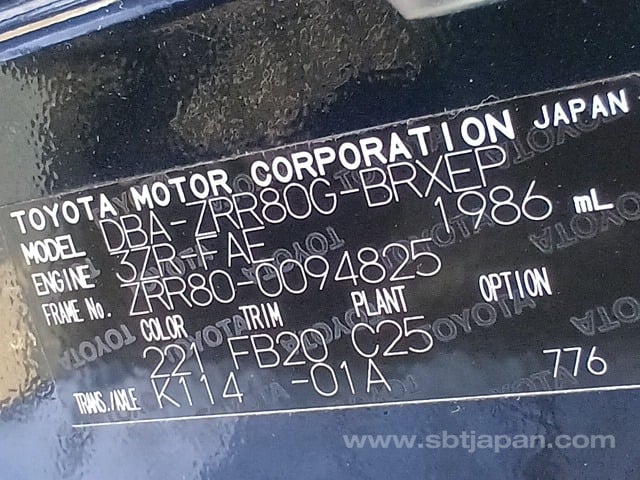 TOYOTA MOTOR CORPORATION JAPAN
MODEL DBA-ZRR80G-BRXEP
ENGINE 3ZR-FAE 1986 mL
FRAME No. ZRR80-0094825
COLOR TRIM PLANT OPTION
221 FB20 C25
TRANS./AXLE K114 -01A 776
www.sbtjapan.com